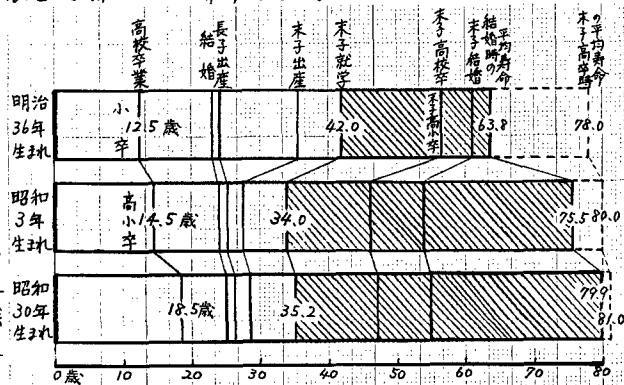 高校卒業
結婚
長子出産
末子出産
末子就学
末子高校卒
末子結婚
結婚時の平均寿命
末子高卒時の平均寿命
明治36年生まれ
小卒
12.5歳
42.0
末子高小卒
63.8
78.0
昭和3年生まれ
高小卒
14.5歳
34.0
75.5
80.0
昭和30年生まれ
18.5歳
35.2
79.9
81.0
0歳 10 20 30 40 50 60 70 80